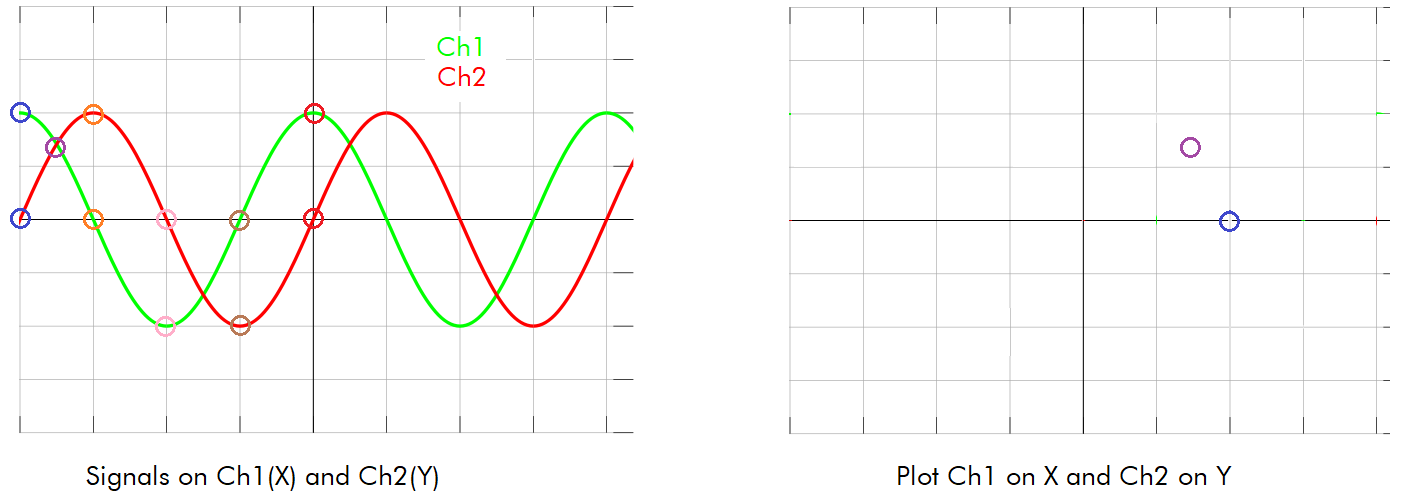 Ch1
Ch2
Signals on Ch1(X) and Ch2(Y)
Plot Ch1 on X and Ch2 on Y